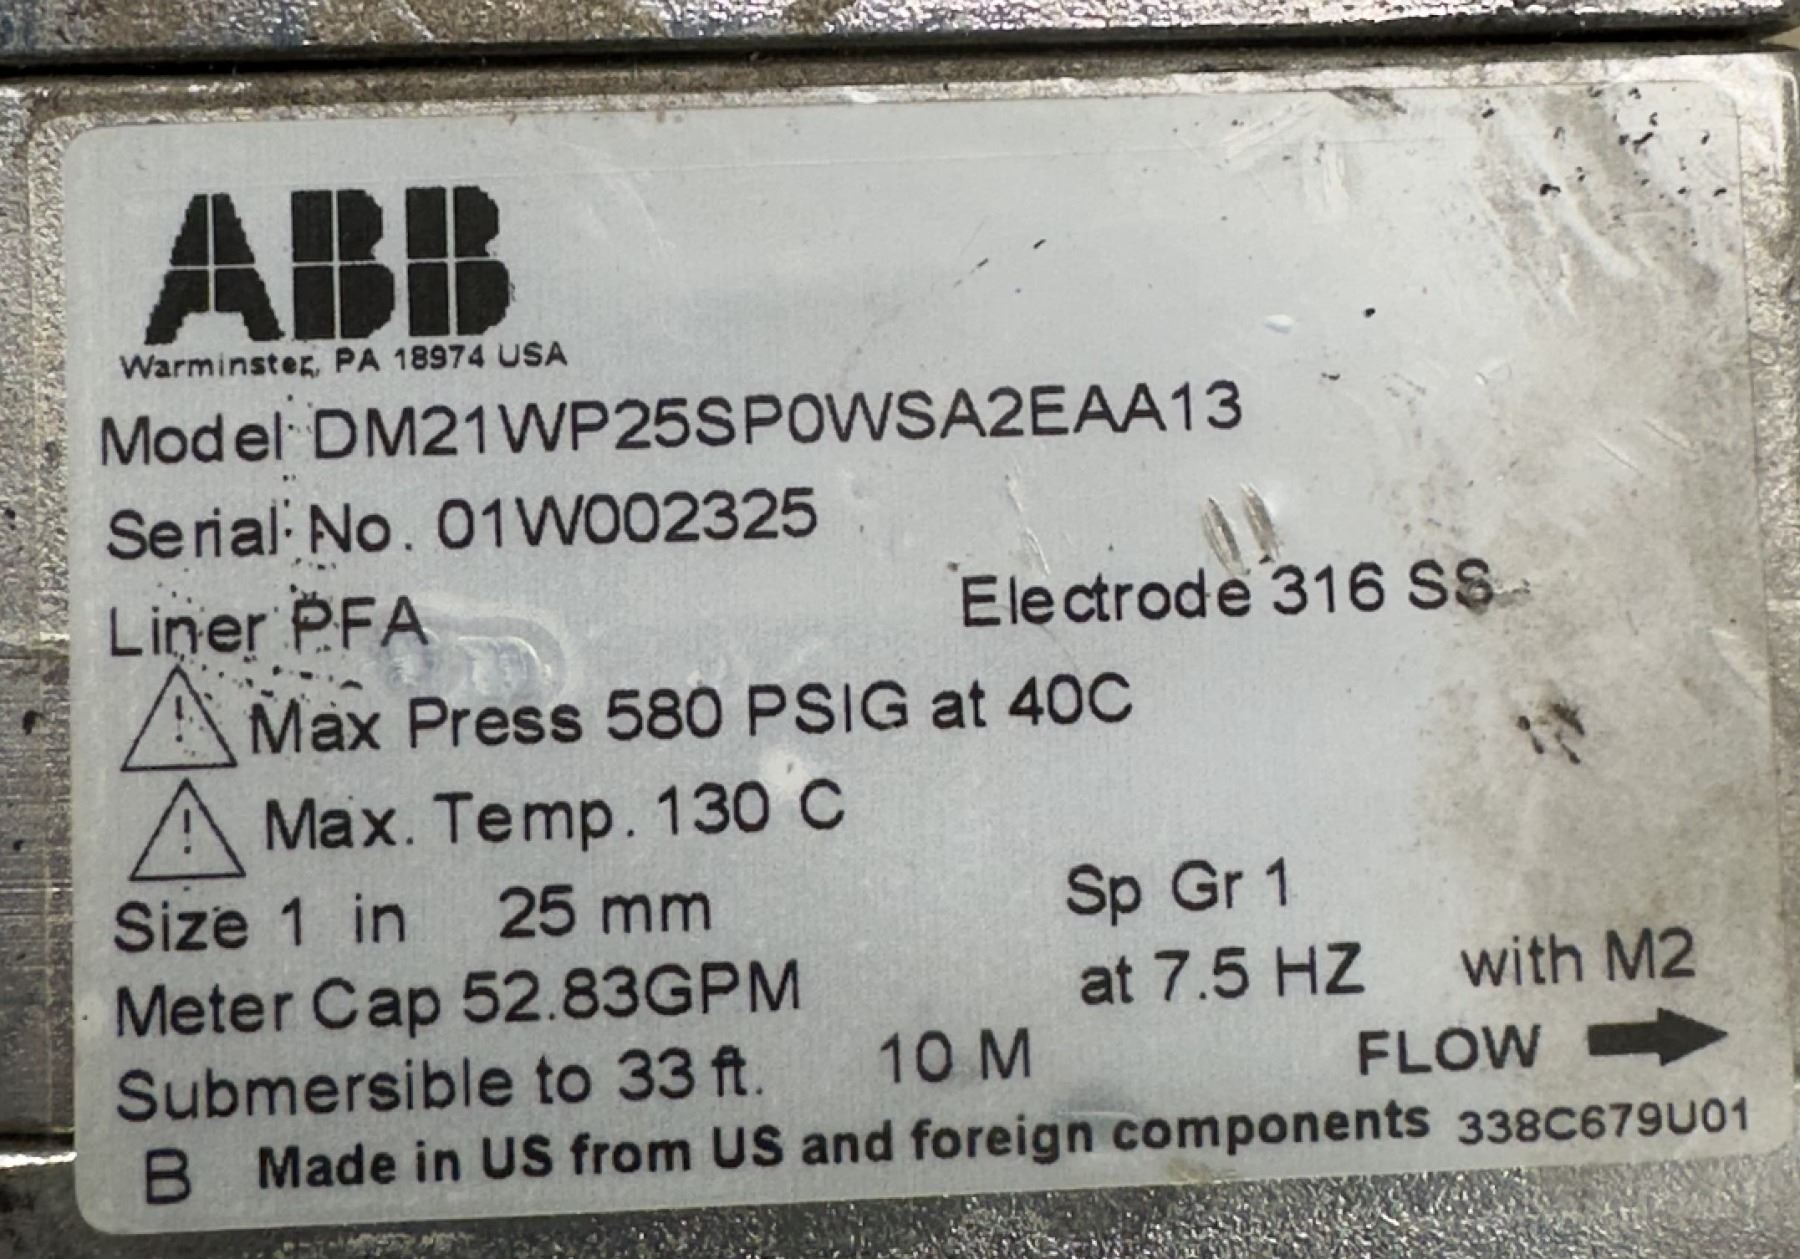 ABB
Warminster, PA 18974 USA
Model DM21WP25SP0WSA2EAA13
Serial No. 01W002325
Liner PFA Electrode 316 SS
! Max Press 580 PSIG at 40C
! Max. Temp. 130 C
Size 1 in 25 mm Sp Gr 1
Meter Cap 52.83GPM at 7.5 HZ with M2
Submersible to 33 ft. 10 M FLOW
B Made in US from US and foreign components 338C679U01